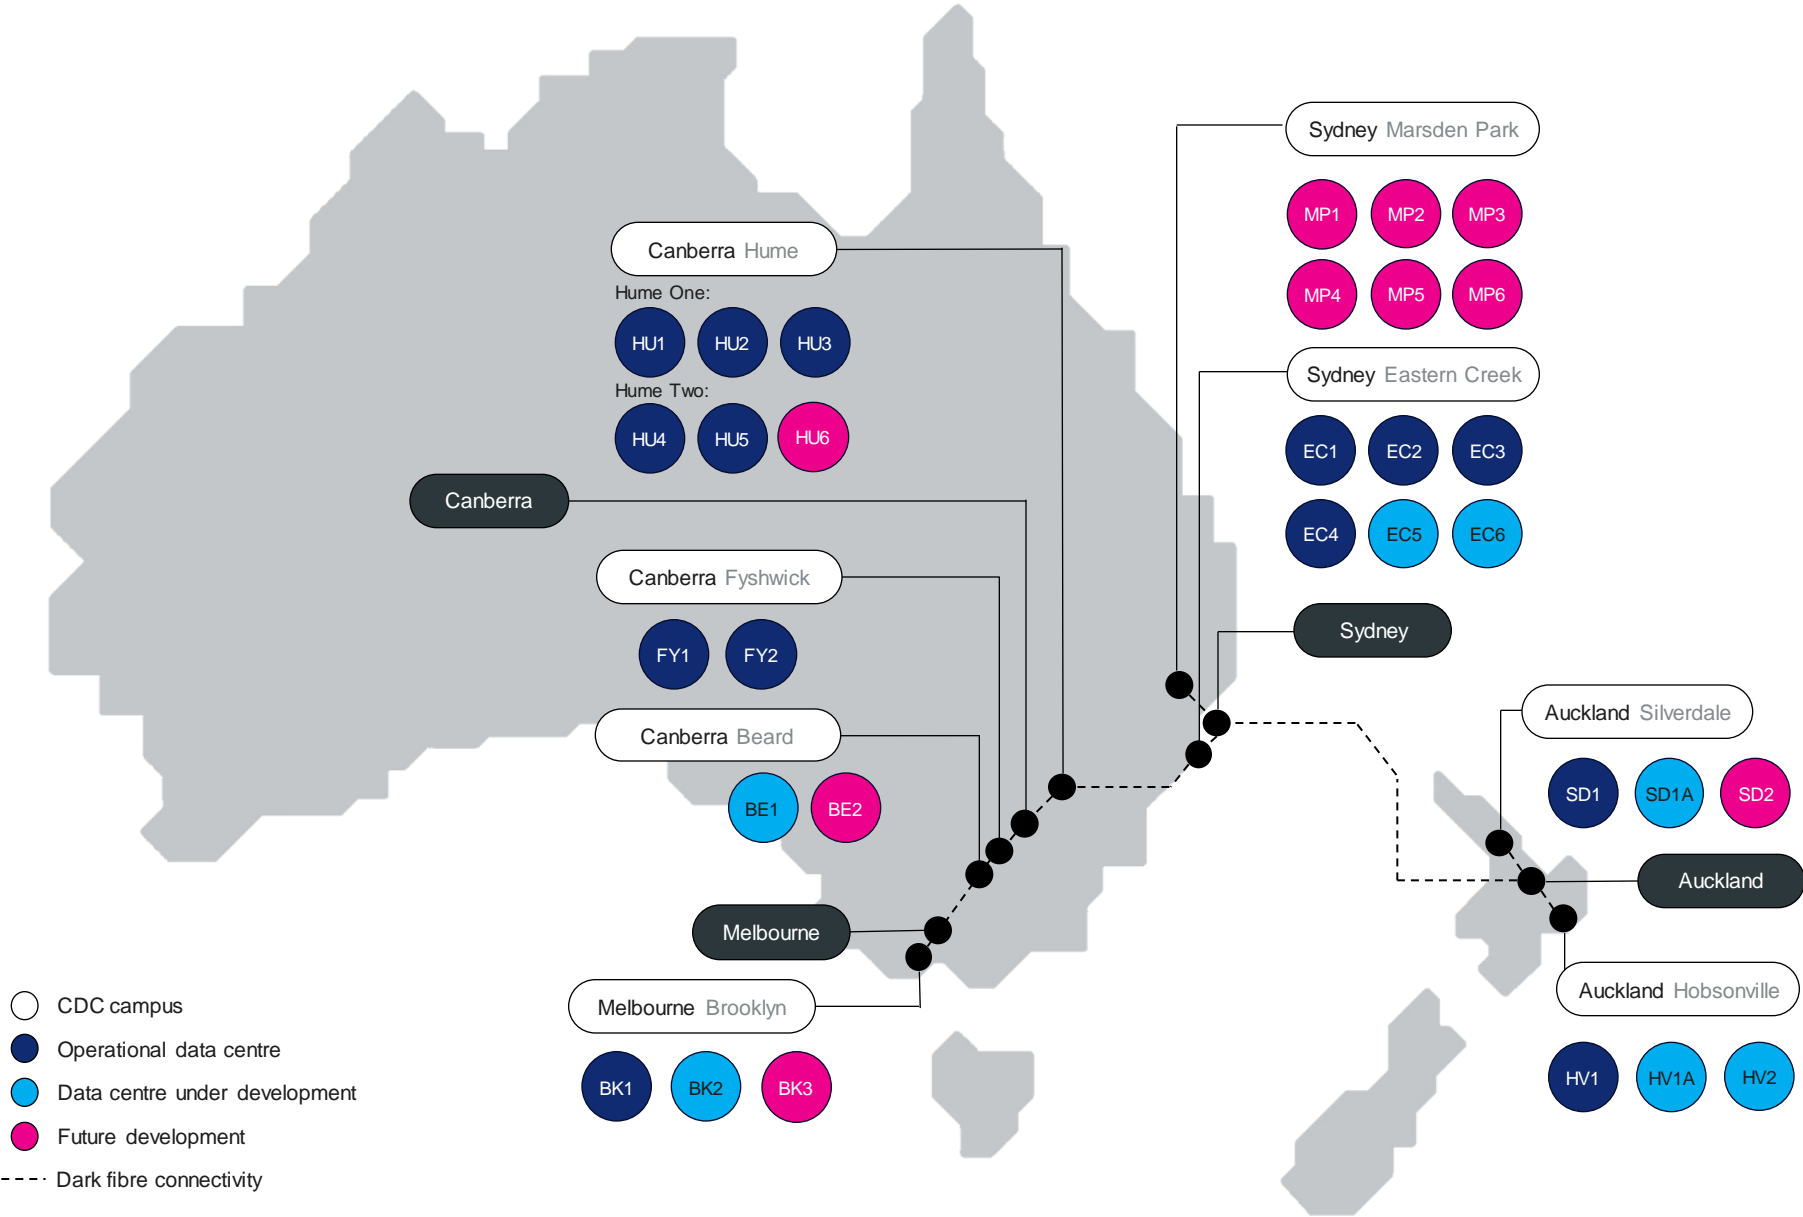 Sydney Marsden Park
MP1 MP2 MP3
MP4 MP5 MP6
Canberra Hume
Hume One:
HU1 HU2 HU3
Hume Two:
HU4 HU5 HU6
Sydney Eastern Creek
EC1 EC2 EC3
EC4 EC5 EC6
Canberra
Canberra Fyshwick
FY1 FY2
Sydney
Canberra Beard
BE1 BE2
Auckland Silverdale
SD1 SD1A SD2
Auckland
Melbourne
Melbourne Brooklyn
BK1 BK2 BK3
Auckland Hobsonville
HV1 HV1A HV2
CDC campus
Operational data centre
Data centre under development
Future development
Dark fibre connectivity